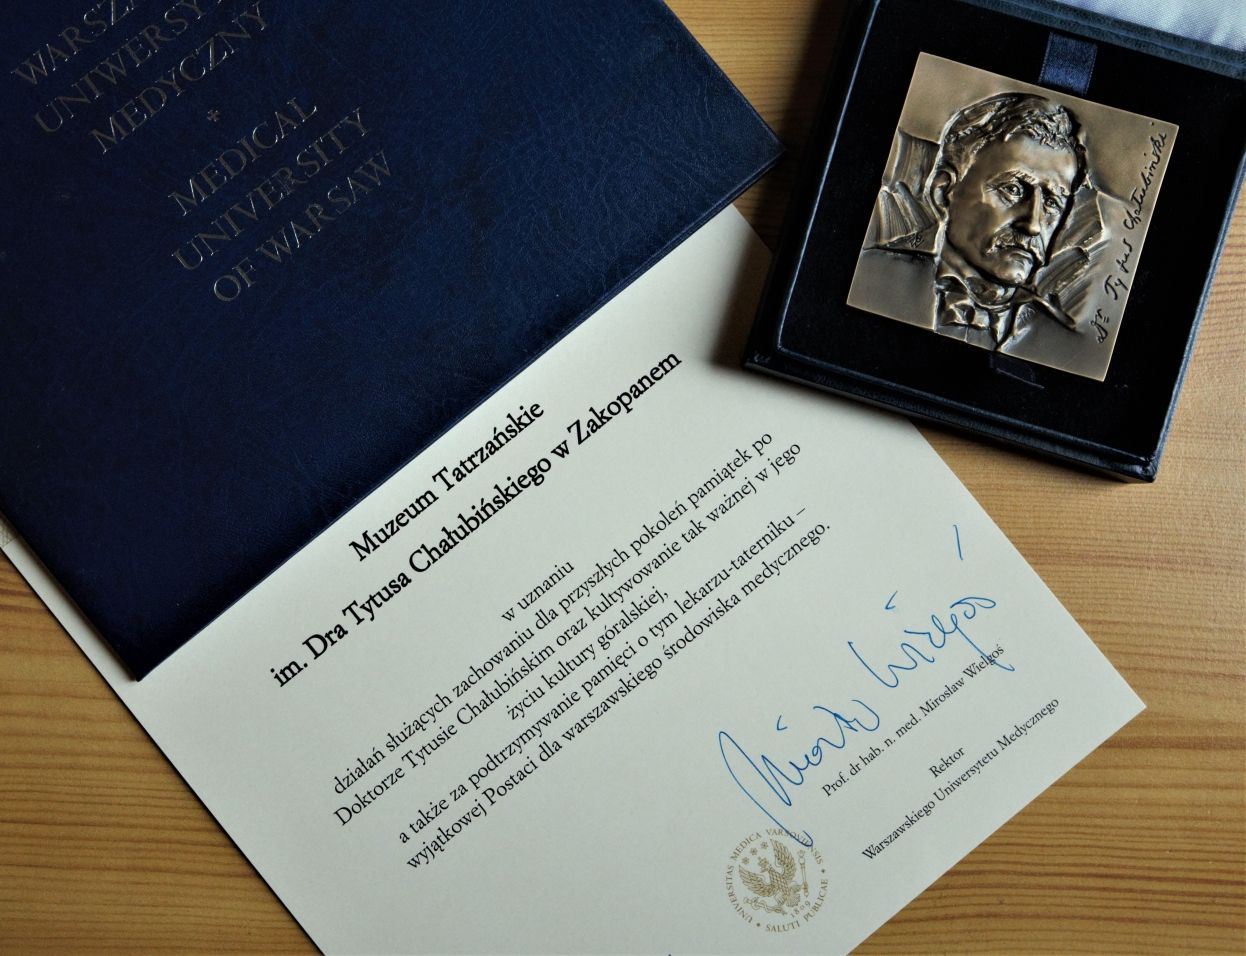 UNIWERSYTET
MEDYCZNY
MEDICAL
UNIVERSITY
OF WARSAW
Dr Tytus Chałubiński
Muzeum Tatrzańskie
im. Dra Tytusa Chałubińskiego w Zakopanem
w uznaniu
działań służących zachowaniu dla przyszłych pokoleń pamiątek po
Doktorze Tytusie Chałubińskim oraz kultywowanie tak ważnej w jego
życiu kultury góralskiej,
a także za podtrzymywanie pamięci o tym lekarzu-taterniku –
wyjątkowej Postaci dla warszawskiego środowiska medycznego.
Mirosław Wielgoś
Prof. dr hab. n. med. Mirosław Wielgoś
Rektor
Warszawskiego Uniwersytetu Medycznego
UNIVERSITAS MEDICA VARSOVIENSIS
1809
SALUTI PUBLICAE